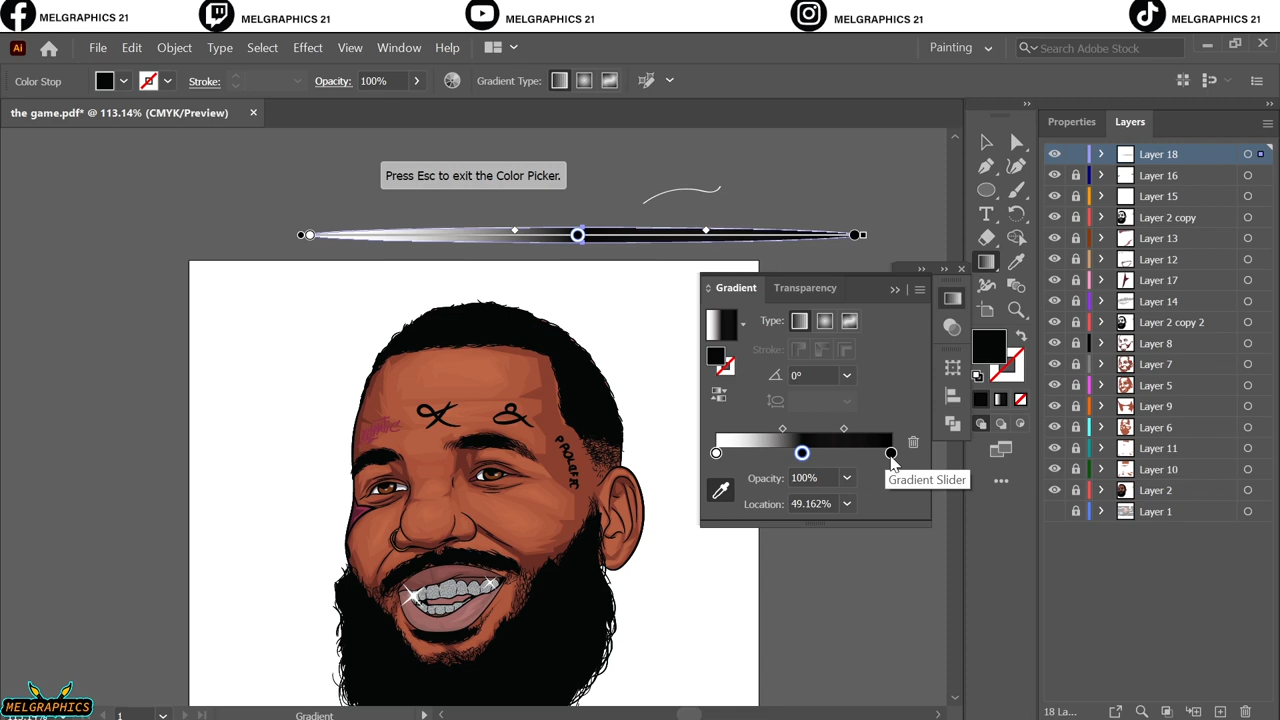 MELGRAPHICS 21 MELGRAPHICS 21 MELGRAPHICS 21 MELGRAPHICS 21 MELGRAPHICS 21
Ai File Edit Object Type Select Effect View Window Help Painting Search Adobe Stock
Color Stop Stroke: Opacity: 100% Gradient Type:
the game.pdf* @ 113.14% (CMYK/Preview)
Press Esc to exit the Color Picker.
Gradient Transparency
Type:
Stroke:
0°
Gradient Slider
Opacity: 100%
Location: 49.162%
Properties Layers
Layer 18
Layer 16
Layer 15
Layer 2 copy
Layer 13
Layer 12
Layer 17
Layer 14
Layer 2 copy 2
Layer 8
Layer 7
Layer 5
Layer 9
Layer 6
Layer 11
Layer 10
Layer 2
Layer 1
MELGRAPHICS
1 Gradient
18 La...